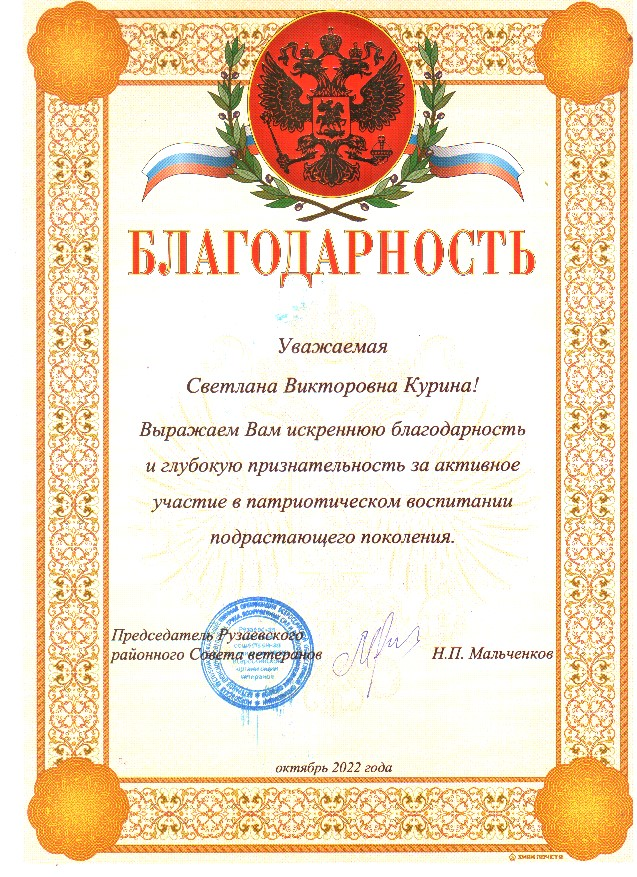 БЛАГОДАРНОСТЬ
Уважаемая
Светлана Викторовна Курина!
Выражаем Вам искреннюю благодарность
и глубокую признательность за активное
участие в патриотическом воспитании
подрастающего поколения.
Председатель Рузаевского
районного Совета ветеранов
Н.П. Мальченков
октябрь 2022 года